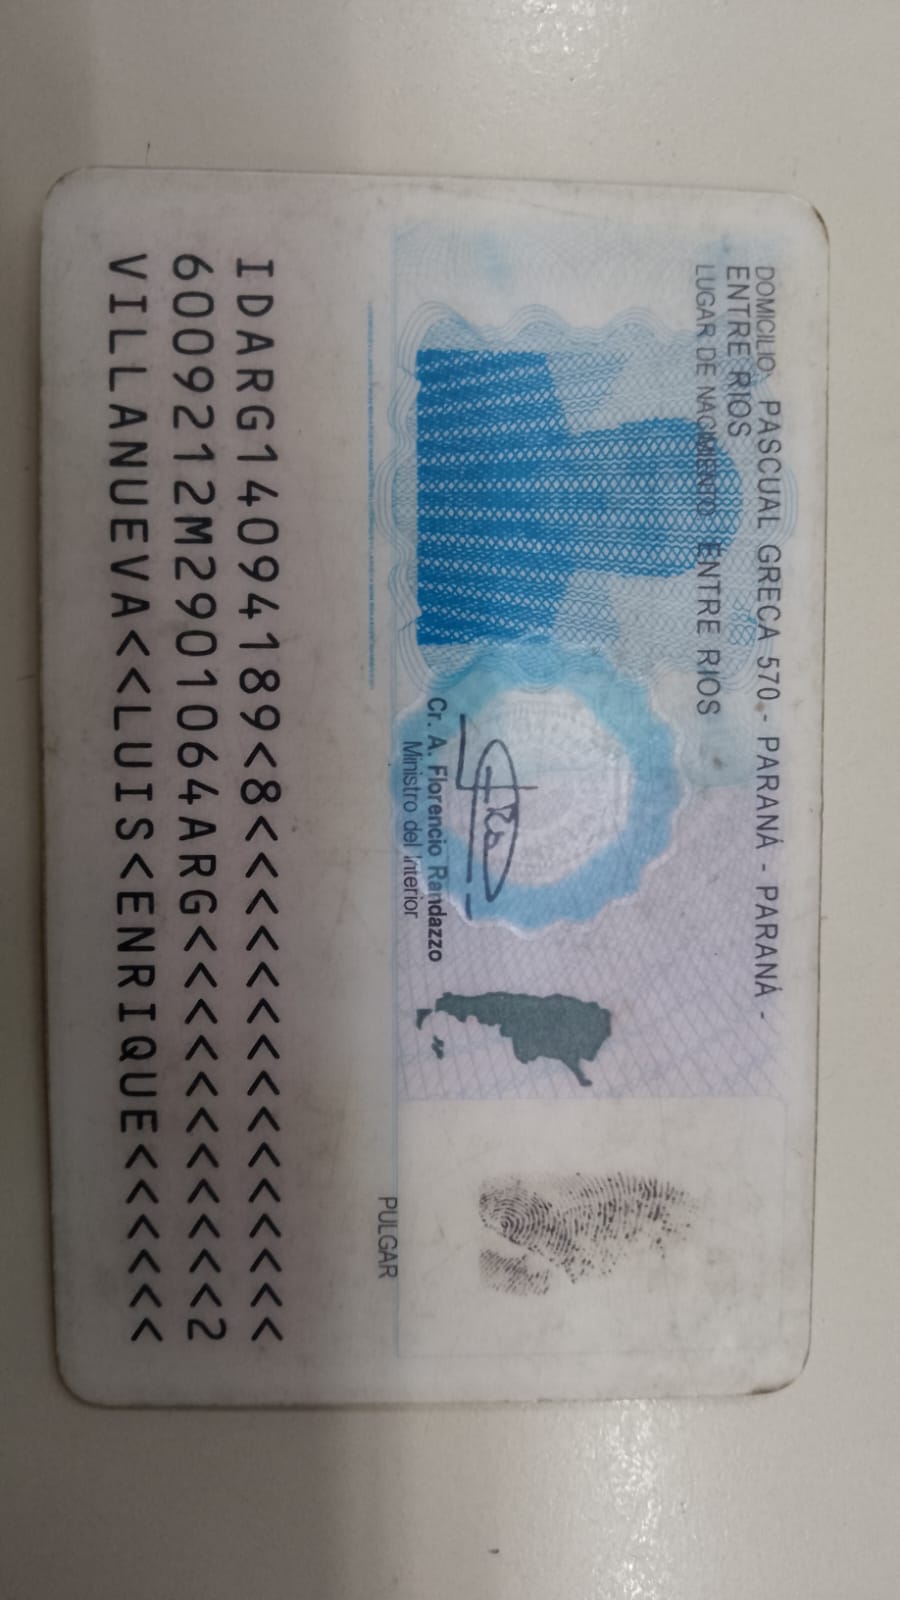 DOMICILIO: PASCUAL GRECA 570 - PARANÁ - PARANÁ -
ENTRE RIOS
LUGAR DE NACIMIENTO: ENTRE RIOS
Cr. A. Florencio Randazzo
Ministro del Interior
PULGAR
IDARG14094189<8<<<<<<<<<<<<<<<
6009212M2901064ARG<<<<<<<<<<<2
VILLANUEVA<<LUIS<ENRIQUE<<<<<<